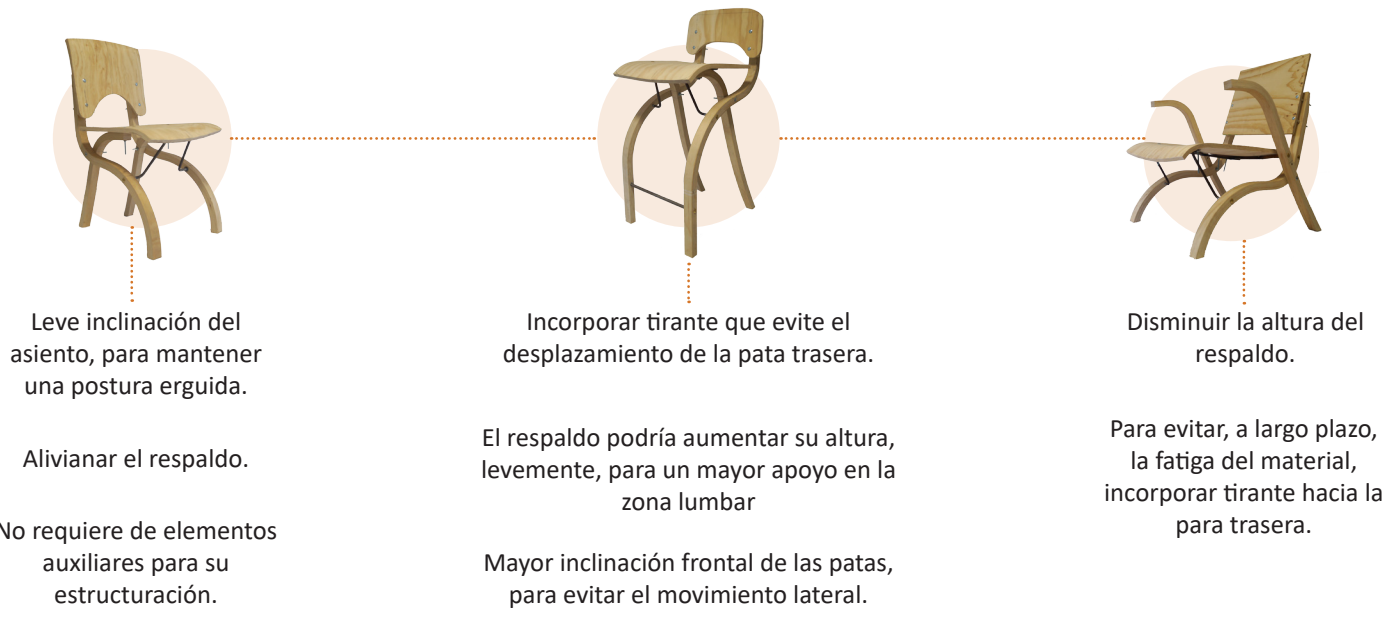 Leve inclinación del
asiento, para mantener
una postura erguida.
Alivianar el respaldo.
No requiere de elementos
auxiliares para su
estructuración.
Incorporar tirante que evite el
desplazamiento de la pata trasera.
El respaldo podría aumentar su altura,
levemente, para un mayor apoyo en la
zona lumbar
Mayor inclinación frontal de las patas,
para evitar el movimiento lateral.
Disminuir la altura del
respaldo.
Para evitar, a largo plazo,
la fatiga del material,
incorporar tirante hacia la
para trasera.